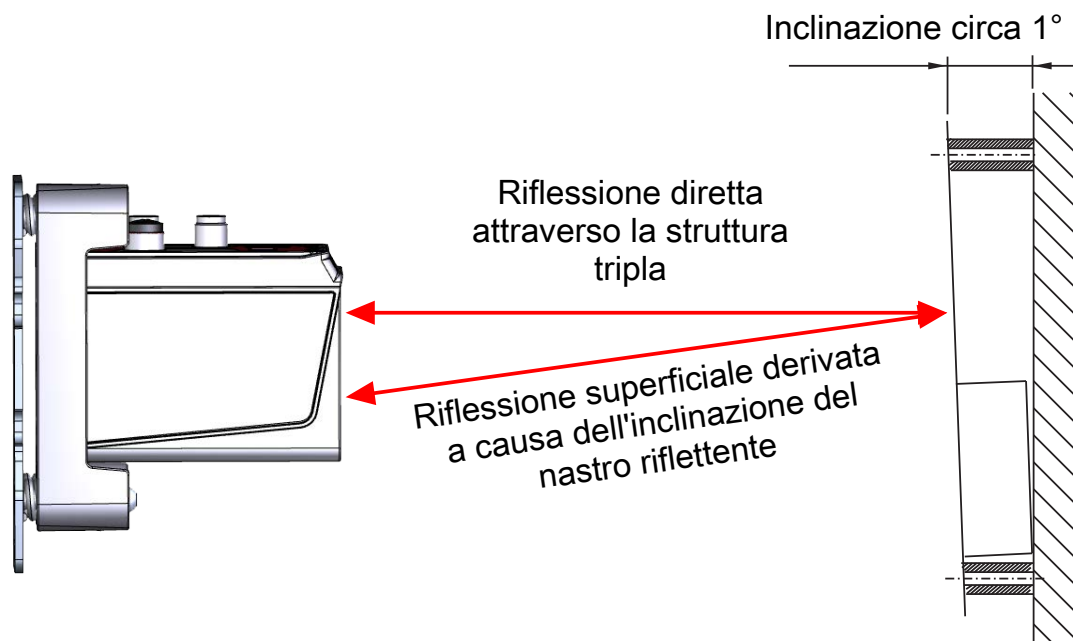 Inclinazione circa 1°
Riflessione diretta
attraverso la struttura
tripla
Riflessione superficiale derivata
a causa dell'inclinazione del
nastro riflettente